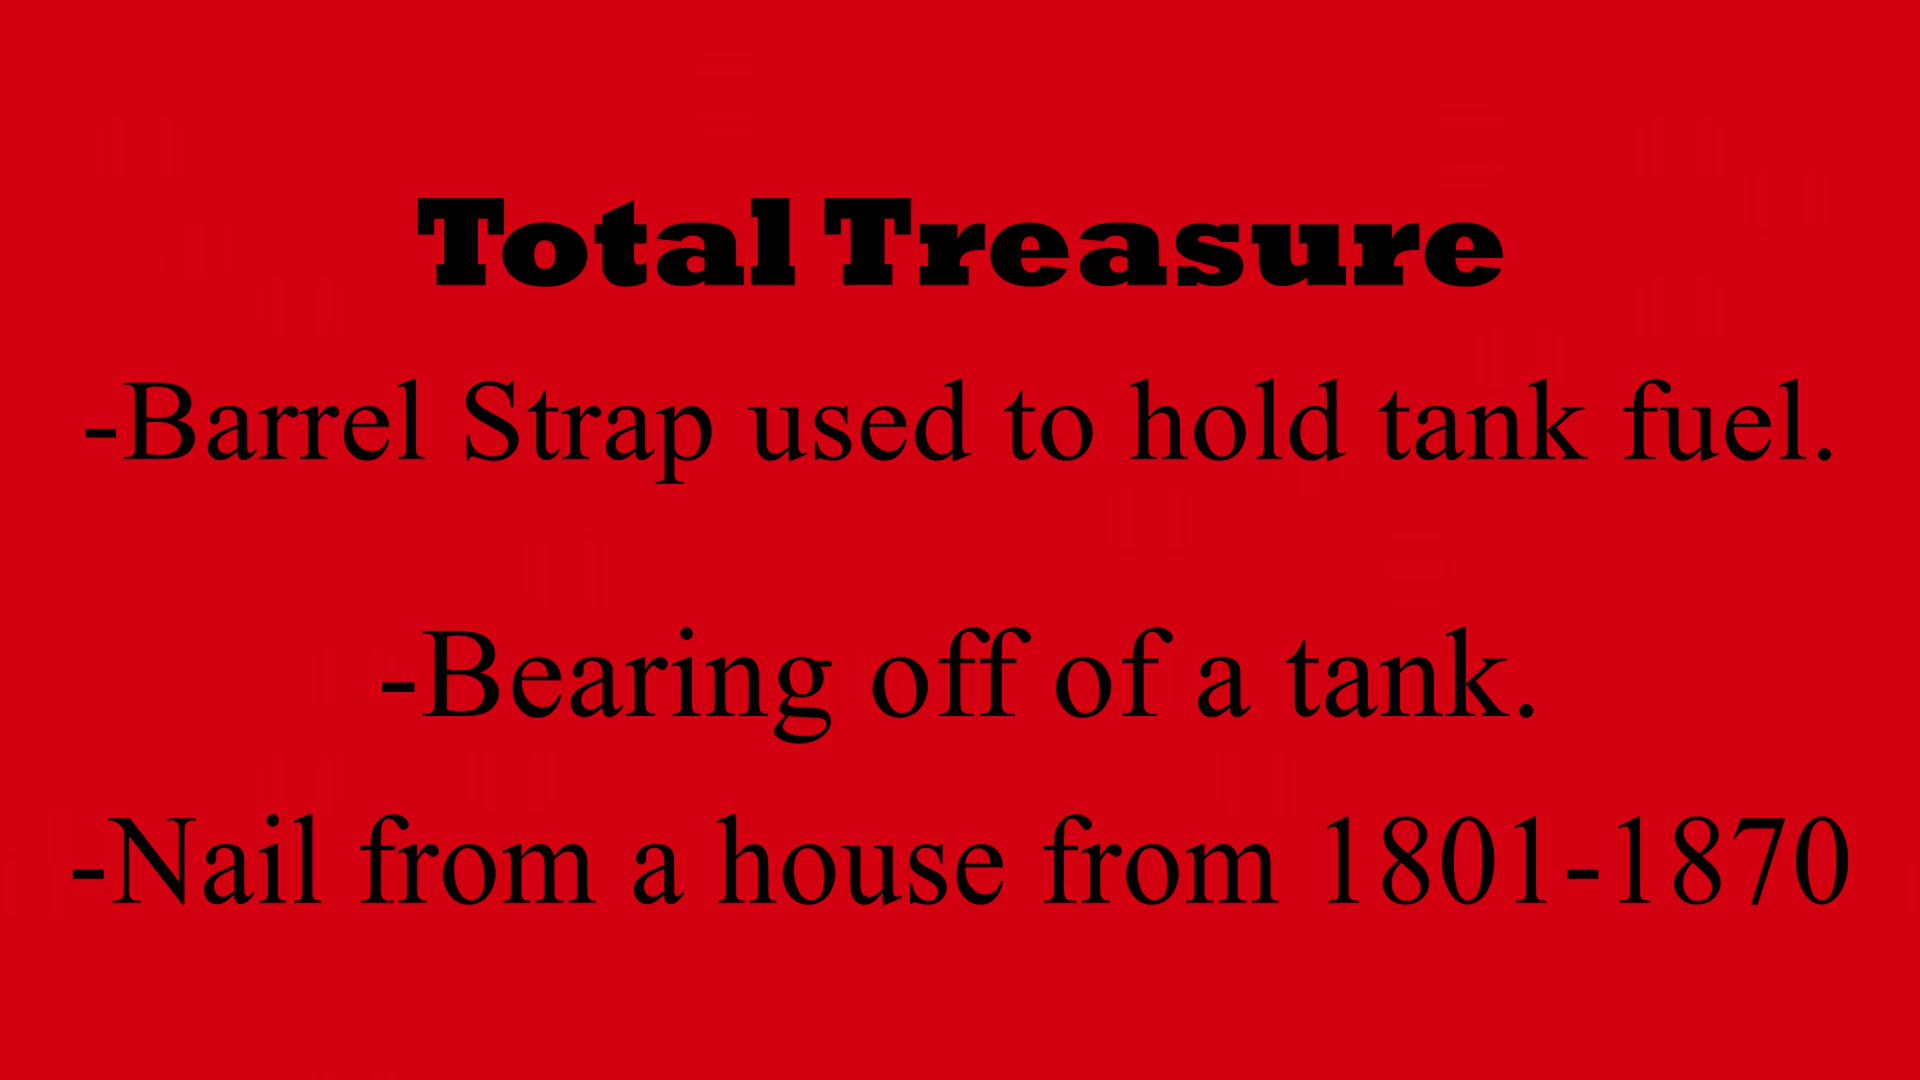 Total Treasure
-Barrel Strap used to hold tank fuel.
-Bearing off of a tank.
-Nail from a house from 1801-1870